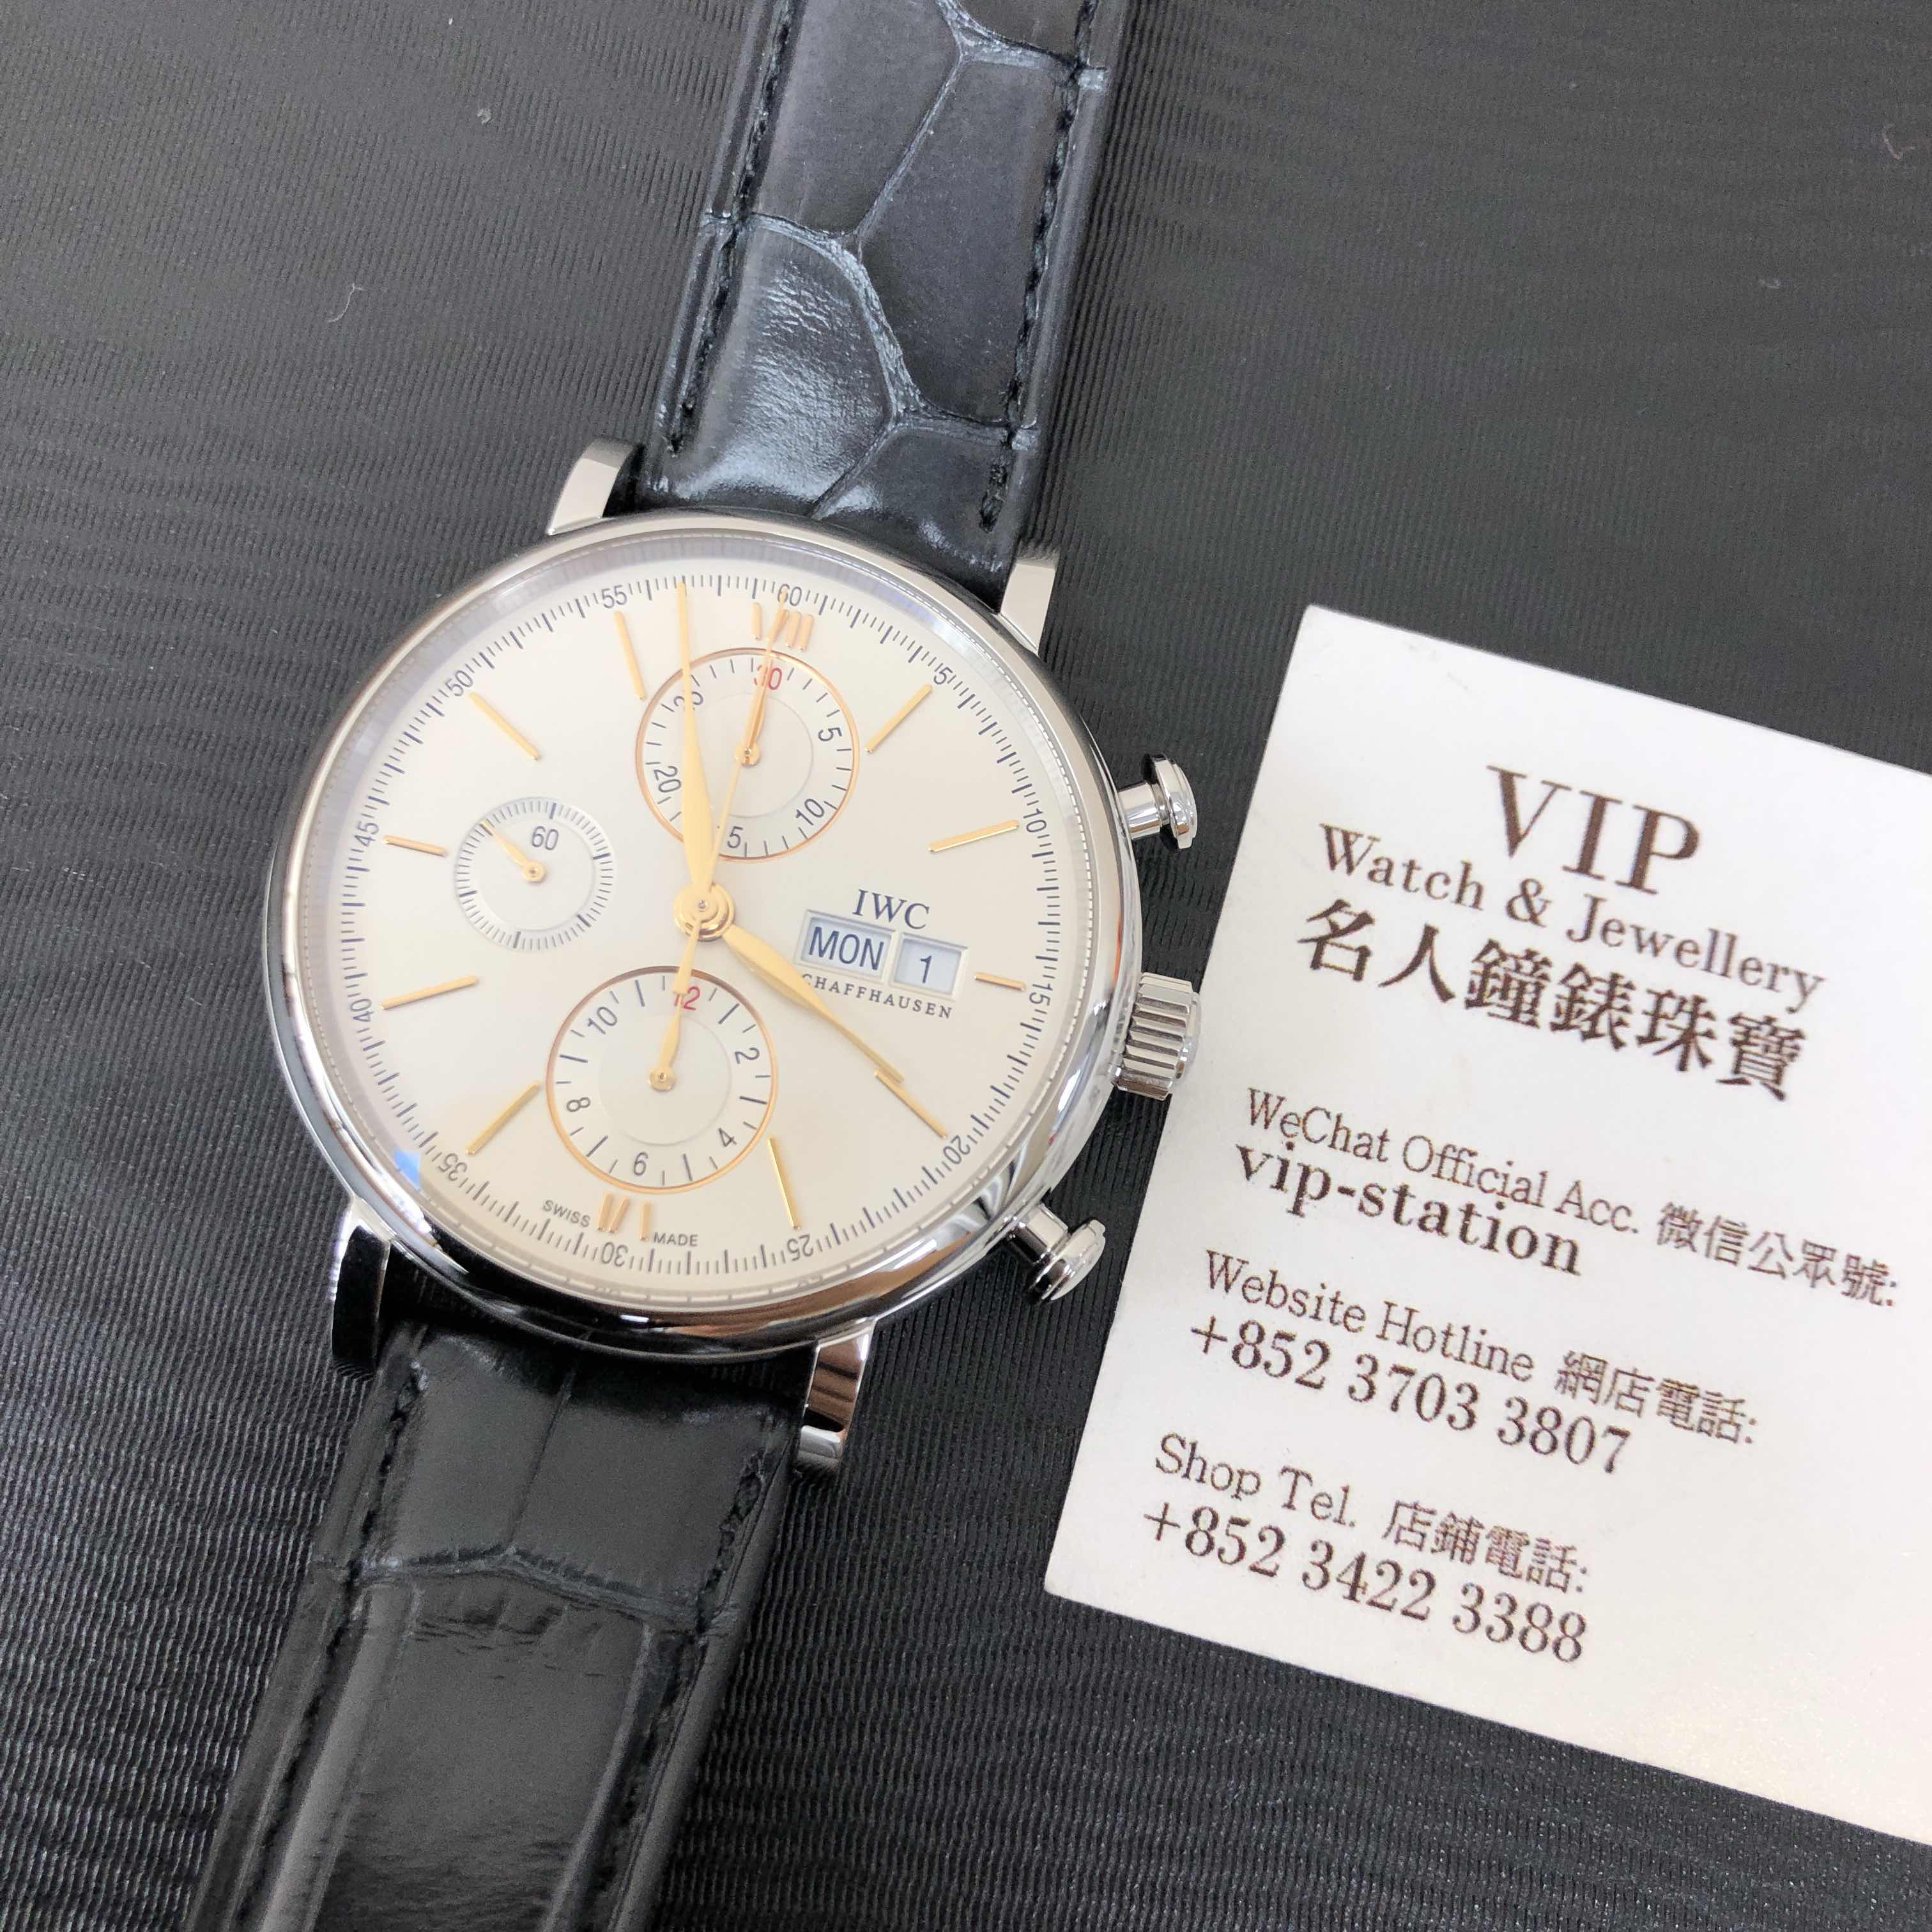 60
5
10
15
20
25
30
35
40
45
50
55
30
5
10
20
60
IWC
MON 1
SCHAFFHAUSEN
12
2
4
6
8
10
SWISS MADE
VIP
Watch & Jewellery
名人鐘錶珠寶
WeChat Official Acc. 微信公眾號:
vip-station
Website Hotline 網店電話:
+852 3703 3807
Shop Tel. 店鋪電話:
+852 3422 3388